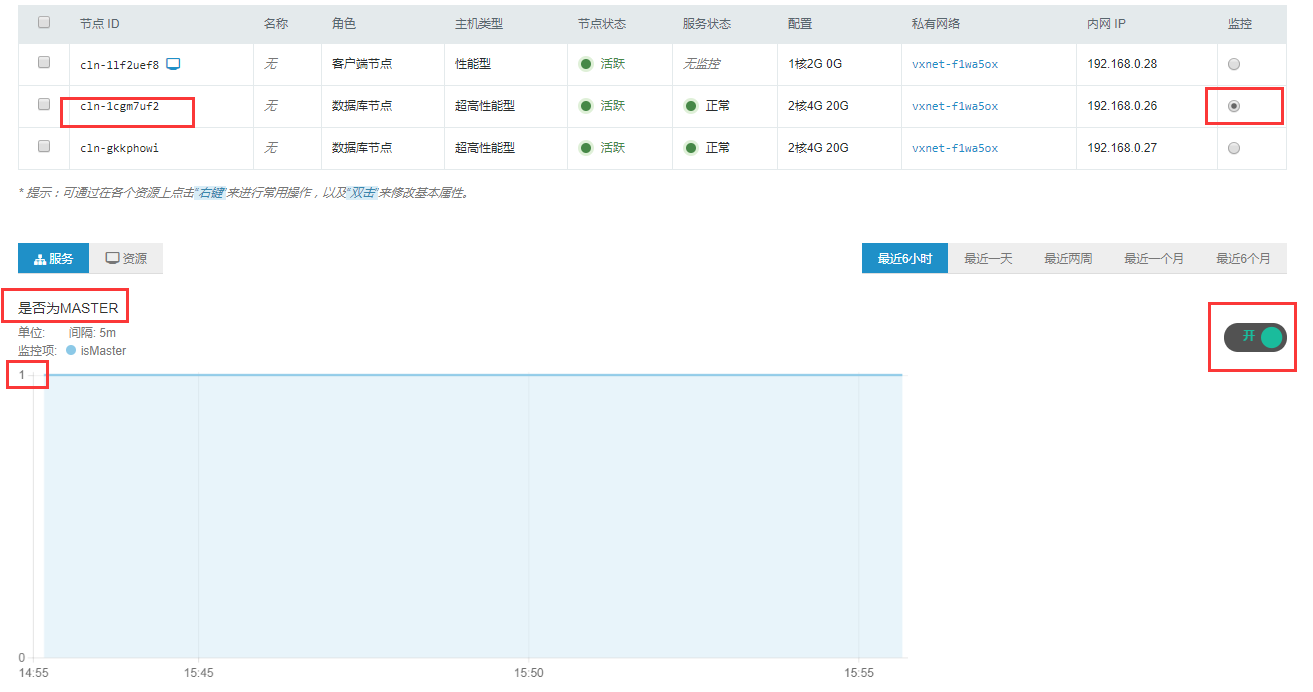 节点 ID 名称 角色 主机类型 节点状态 服务状态 配置 私有网络 内网 IP 监控
cln-1lf2uef8 无 客户端节点 性能型 活跃 无监控 1核2G 0G vxnet-f1wa5ox 192.168.0.28
cln-1cgm7uf2 无 数据库节点 超高性能型 活跃 正常 2核4G 20G vxnet-f1wa5ox 192.168.0.26
cln-gkkphowi 无 数据库节点 超高性能型 活跃 正常 2核4G 20G vxnet-f1wa5ox 192.168.0.27
* 提示：可通过在各个资源上点击"右键"来进行常用操作，以及"双击"来修改基本属性。
服务 资源 最近6小时 最近一天 最近两周 最近一个月 最近6个月
是否为MASTER
单位: 间隔: 5m
开
监控项: isMaster
1
0
14:55 15:45 15:50 15:55